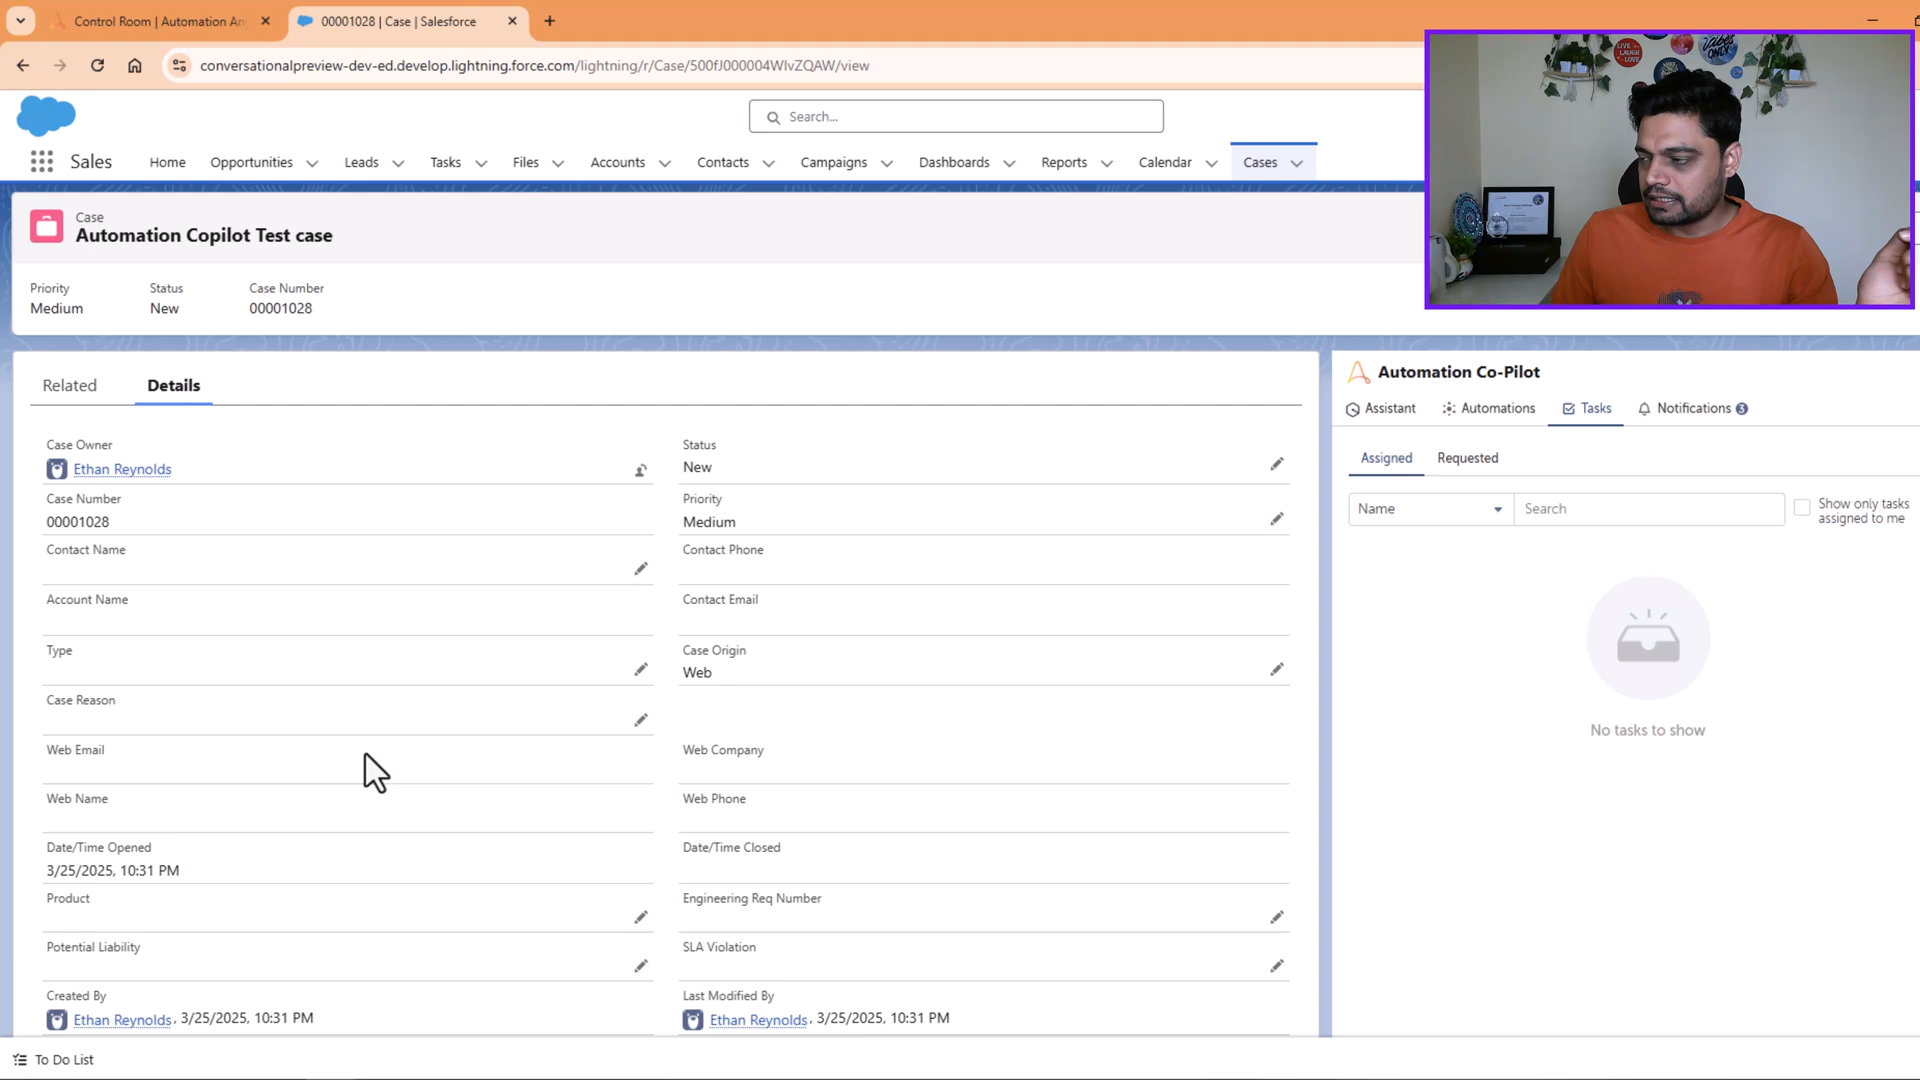 Control Room | Automation An
00001028 | Case | Salesforce
conversationalpreview-dev-ed.develop.lightning.force.com/lightning/r/Case/500fJ000004WIvZQAW/view
Search...
LIVE LAUGH LOVE
VIBES ONLY
Sales
Home
Opportunities
Leads
Tasks
Files
Accounts
Contacts
Campaigns
Dashboards
Reports
Calendar
Cases
Case
Automation Copilot Test case
Priority
Status
Case Number
Medium
New
00001028
Related
Details
Case Owner
Ethan Reynolds
Status
New
Case Number
00001028
Priority
Medium
Contact Name
Contact Phone
Account Name
Contact Email
Type
Case Origin
Web
Case Reason
Web Email
Web Company
Web Name
Web Phone
Date/Time Opened
3/25/2025, 10:31 PM
Date/Time Closed
Product
Engineering Req Number
Potential Liability
SLA Violation
Created By
Ethan Reynolds, 3/25/2025, 10:31 PM
Last Modified By
Ethan Reynolds, 3/25/2025, 10:31 PM
Automation Co-Pilot
Assistant
Automations
Tasks
Notifications 3
Assigned
Requested
Name
Search
Show only tasks
assigned to me
No tasks to show
To Do List